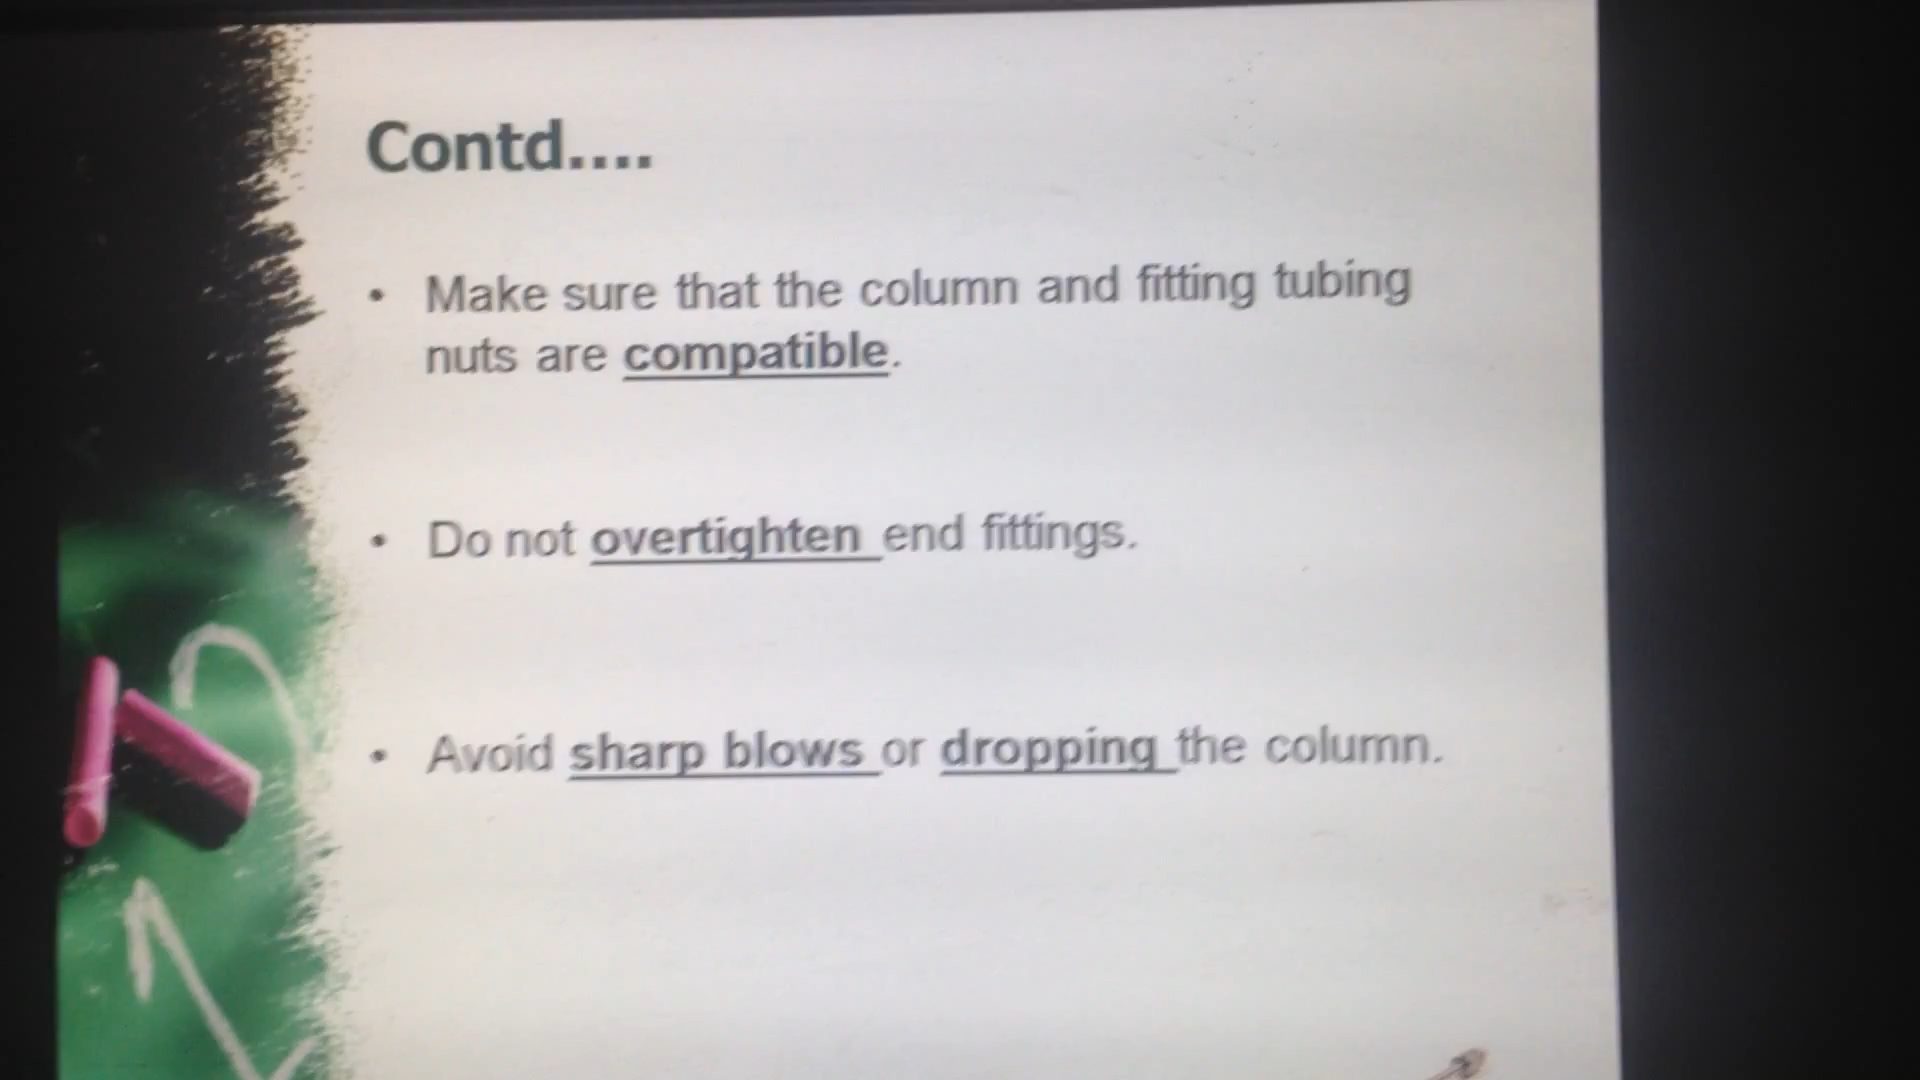 Contd....
• Make sure that the column and fitting tubing
nuts are compatible.
• Do not overtighten end fittings.
• Avoid sharp blows or dropping the column.